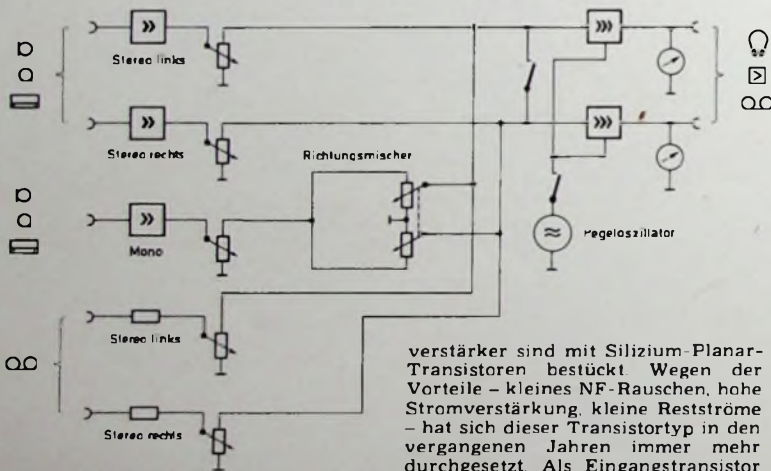 Stereo links
Stereo rechts
Richtungsmischer
Mono
Pegeloszillator
Stereo links
Stereo rechts
verstärker sind mit Silizium-Planar-
Transistoren bestückt. Wegen der
Vorteile – kleines NF-Rauschen, hohe
Stromverstärkung, kleine Restströme
– hat sich dieser Transistortyp in den
vergangenen Jahren immer mehr
durchgesetzt. Als Eingangstransistor